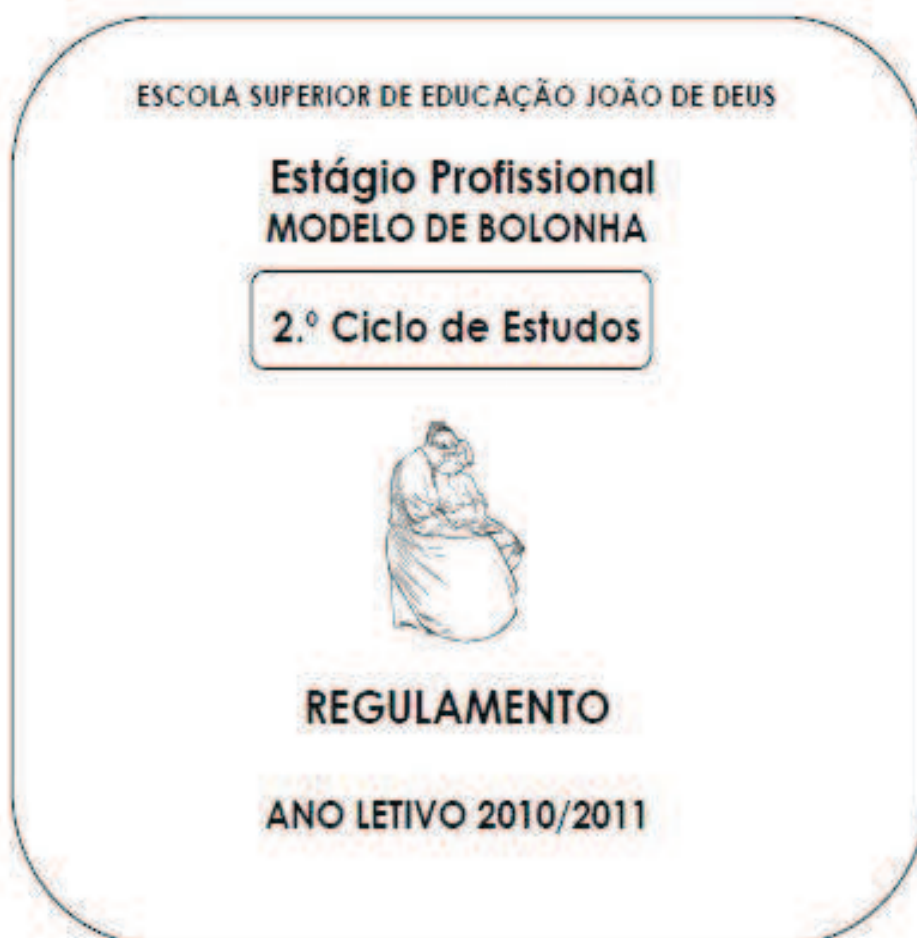 ESCOLA SUPERIOR DE EDUCAÇÃO JOÃO DE DEUS
Estágio Profissional
MODELO DE BOLONHA
2.º Ciclo de Estudos
REGULAMENTO
ANO LETIVO 2010/2011